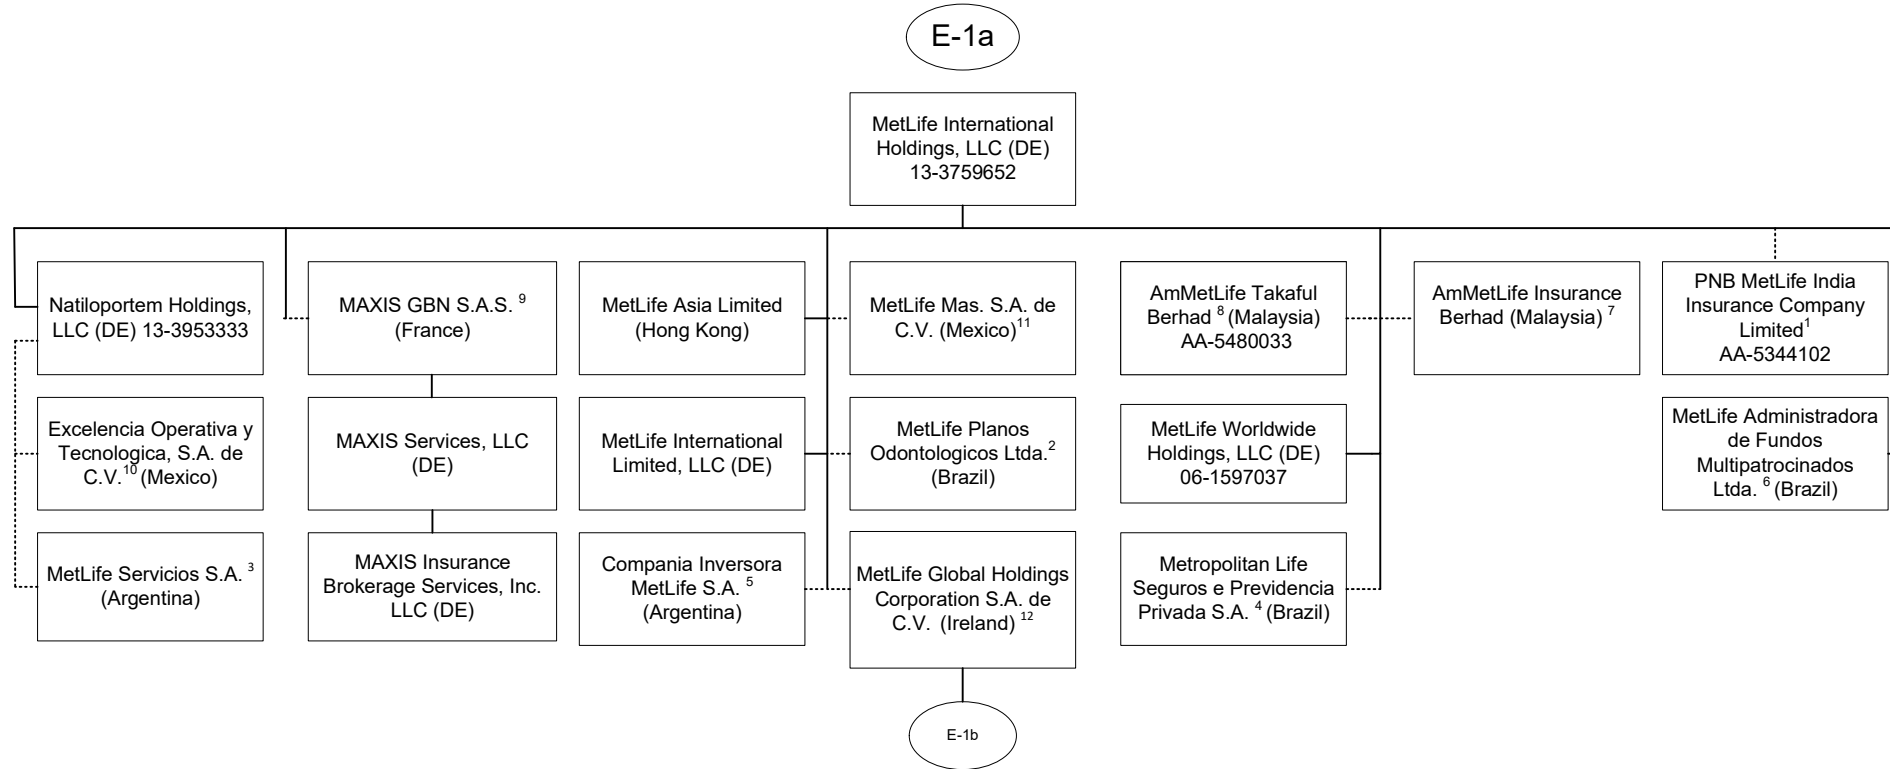 E-1a
MetLife International
Holdings, LLC (DE)
13-3759652
Natiloportem Holdings,
LLC (DE) 13-3953333
MAXIS GBN S.A.S. 9
(France)
MetLife Asia Limited
(Hong Kong)
MetLife Mas. S.A. de
C.V. (Mexico)11
AmMetLife Takaful
Berhad 8 (Malaysia)
AA-5480033
AmMetLife Insurance
Berhad (Malaysia) 7
PNB MetLife India
Insurance Company
Limited1
AA-5344102
Excelencia Operativa y
Tecnologica, S.A. de
C.V.10 (Mexico)
MAXIS Services, LLC
(DE)
MetLife International
Limited, LLC (DE)
MetLife Planos
Odontologicos Ltda.2
(Brazil)
MetLife Worldwide
Holdings, LLC (DE)
06-1597037
MetLife Administradora
de Fundos
Multipatrocinados
Ltda. 6 (Brazil)
MetLife Servicios S.A. 3
(Argentina)
MAXIS Insurance
Brokerage Services, Inc.
LLC (DE)
Compania Inversora
MetLife S.A. 5
(Argentina)
MetLife Global Holdings
Corporation S.A. de
C.V. (Ireland) 12
Metropolitan Life
Seguros e Previdencia
Privada S.A. 4 (Brazil)
E-1b